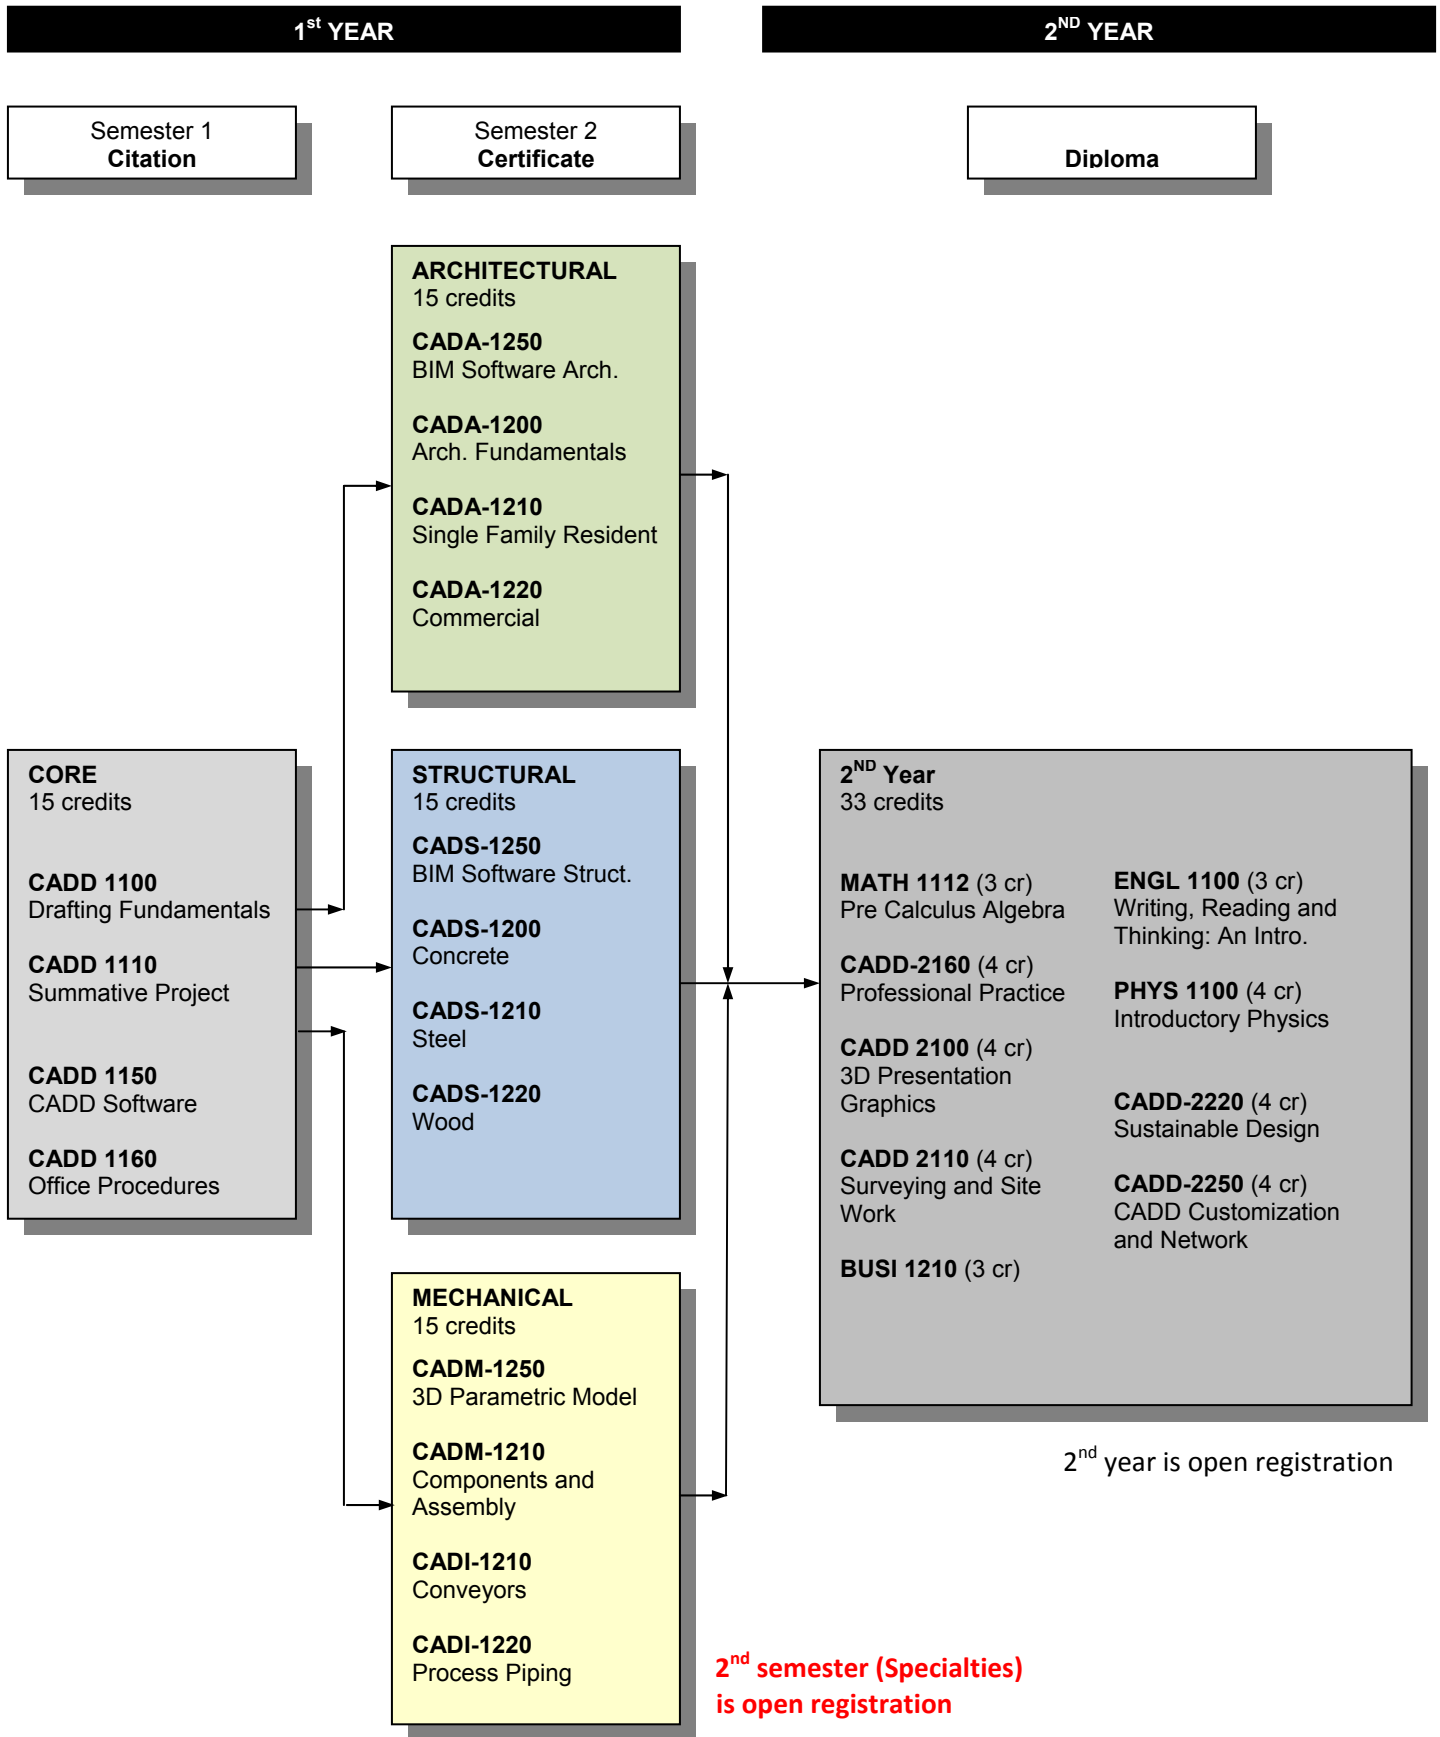 1st YEAR
2ND YEAR
Semester 1
Citation
Semester 2
Certificate
Diploma
ARCHITECTURAL
15 credits
CADA-1250
BIM Software Arch.
CADA-1200
Arch. Fundamentals
CADA-1210
Single Family Resident
CADA-1220
Commercial
CORE
15 credits
CADD 1100
Drafting Fundamentals
CADD 1110
Summative Project
CADD 1150
CADD Software
CADD 1160
Office Procedures
STRUCTURAL
15 credits
CADS-1250
BIM Software Struct.
CADS-1200
Concrete
CADS-1210
Steel
CADS-1220
Wood
MECHANICAL
15 credits
CADM-1250
3D Parametric Model
CADM-1210
Components and
Assembly
CADI-1210
Conveyors
CADI-1220
Process Piping
2ND Year
33 credits
MATH 1112 (3 cr)
Pre Calculus Algebra
CADD-2160 (4 cr)
Professional Practice
CADD 2100 (4 cr)
3D Presentation
Graphics
CADD 2110 (4 cr)
Surveying and Site
Work
BUSI 1210 (3 cr)
ENGL 1100 (3 cr)
Writing, Reading and
Thinking: An Intro.
PHYS 1100 (4 cr)
Introductory Physics
CADD-2220 (4 cr)
Sustainable Design
CADD-2250 (4 cr)
CADD Customization
and Network
2nd year is open registration
2nd semester (Specialties)
is open registration